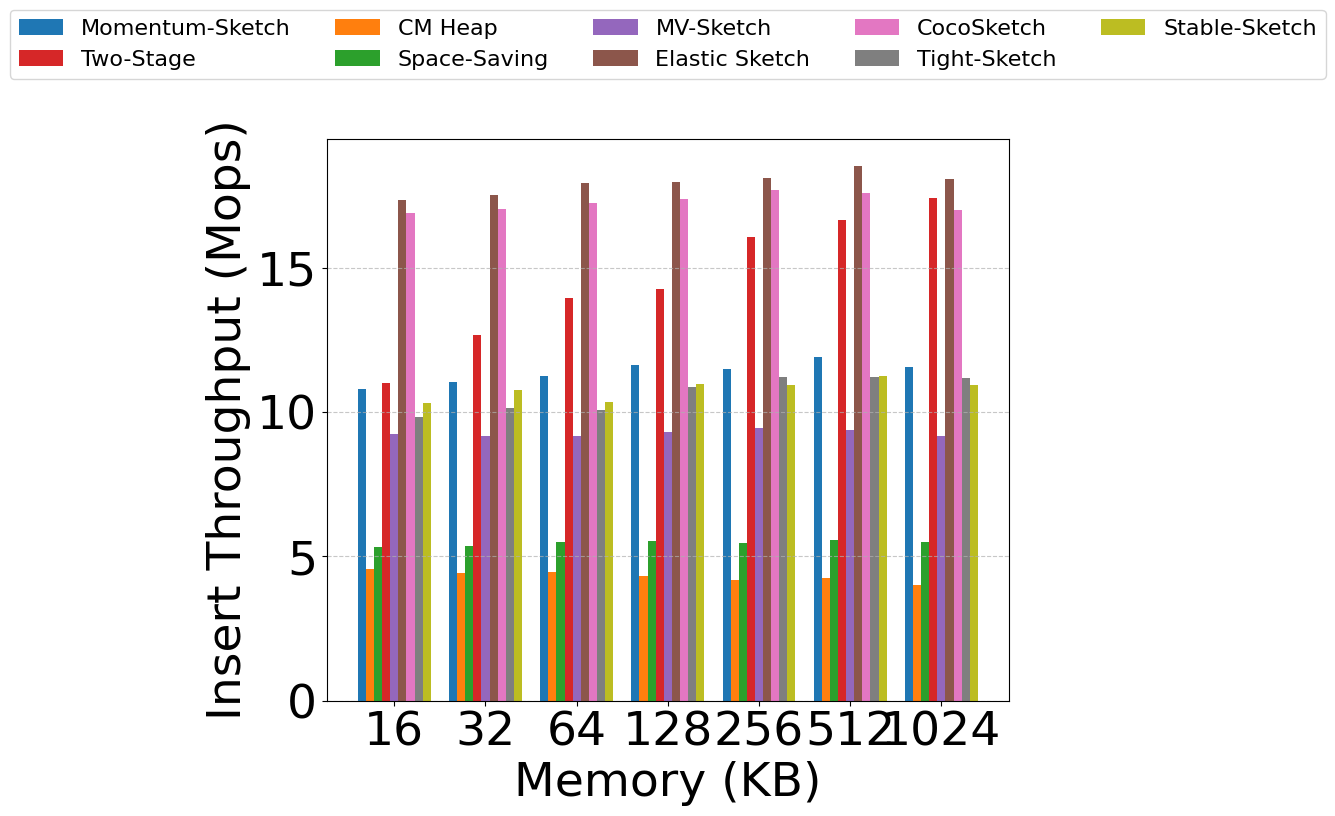 Momentum-Sketch CM Heap MV-Sketch CocoSketch Stable-Sketch
Two-Stage Space-Saving Elastic Sketch Tight-Sketch
Insert Throughput (Mops)
15
10
5
0
16 32 64 128 256 512 1024
Memory (KB)